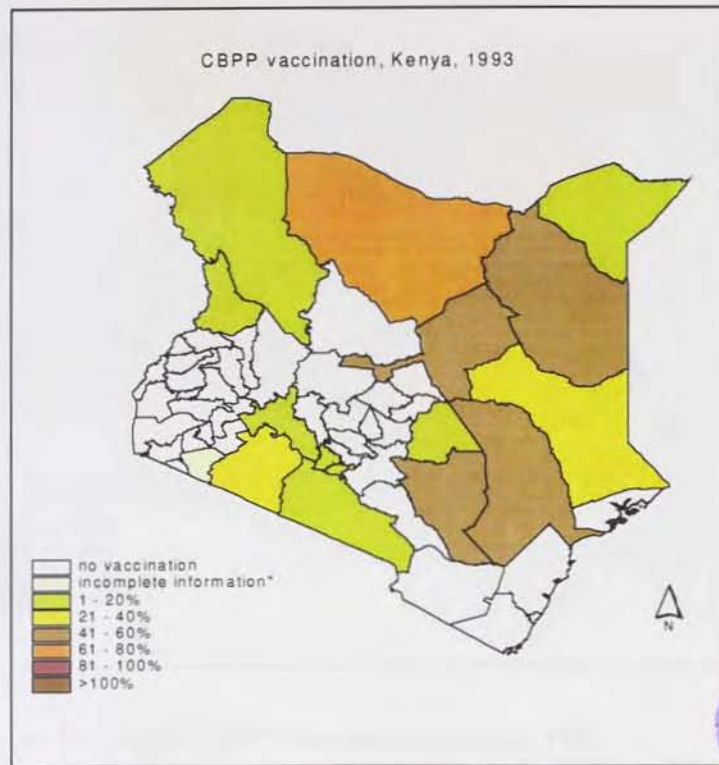 CBPP vaccination, Kenya, 1993
no vaccination
incomplete information*
1 - 20%
21 - 40%
41 - 60%
61 - 80%
81 - 100%
>100%
N